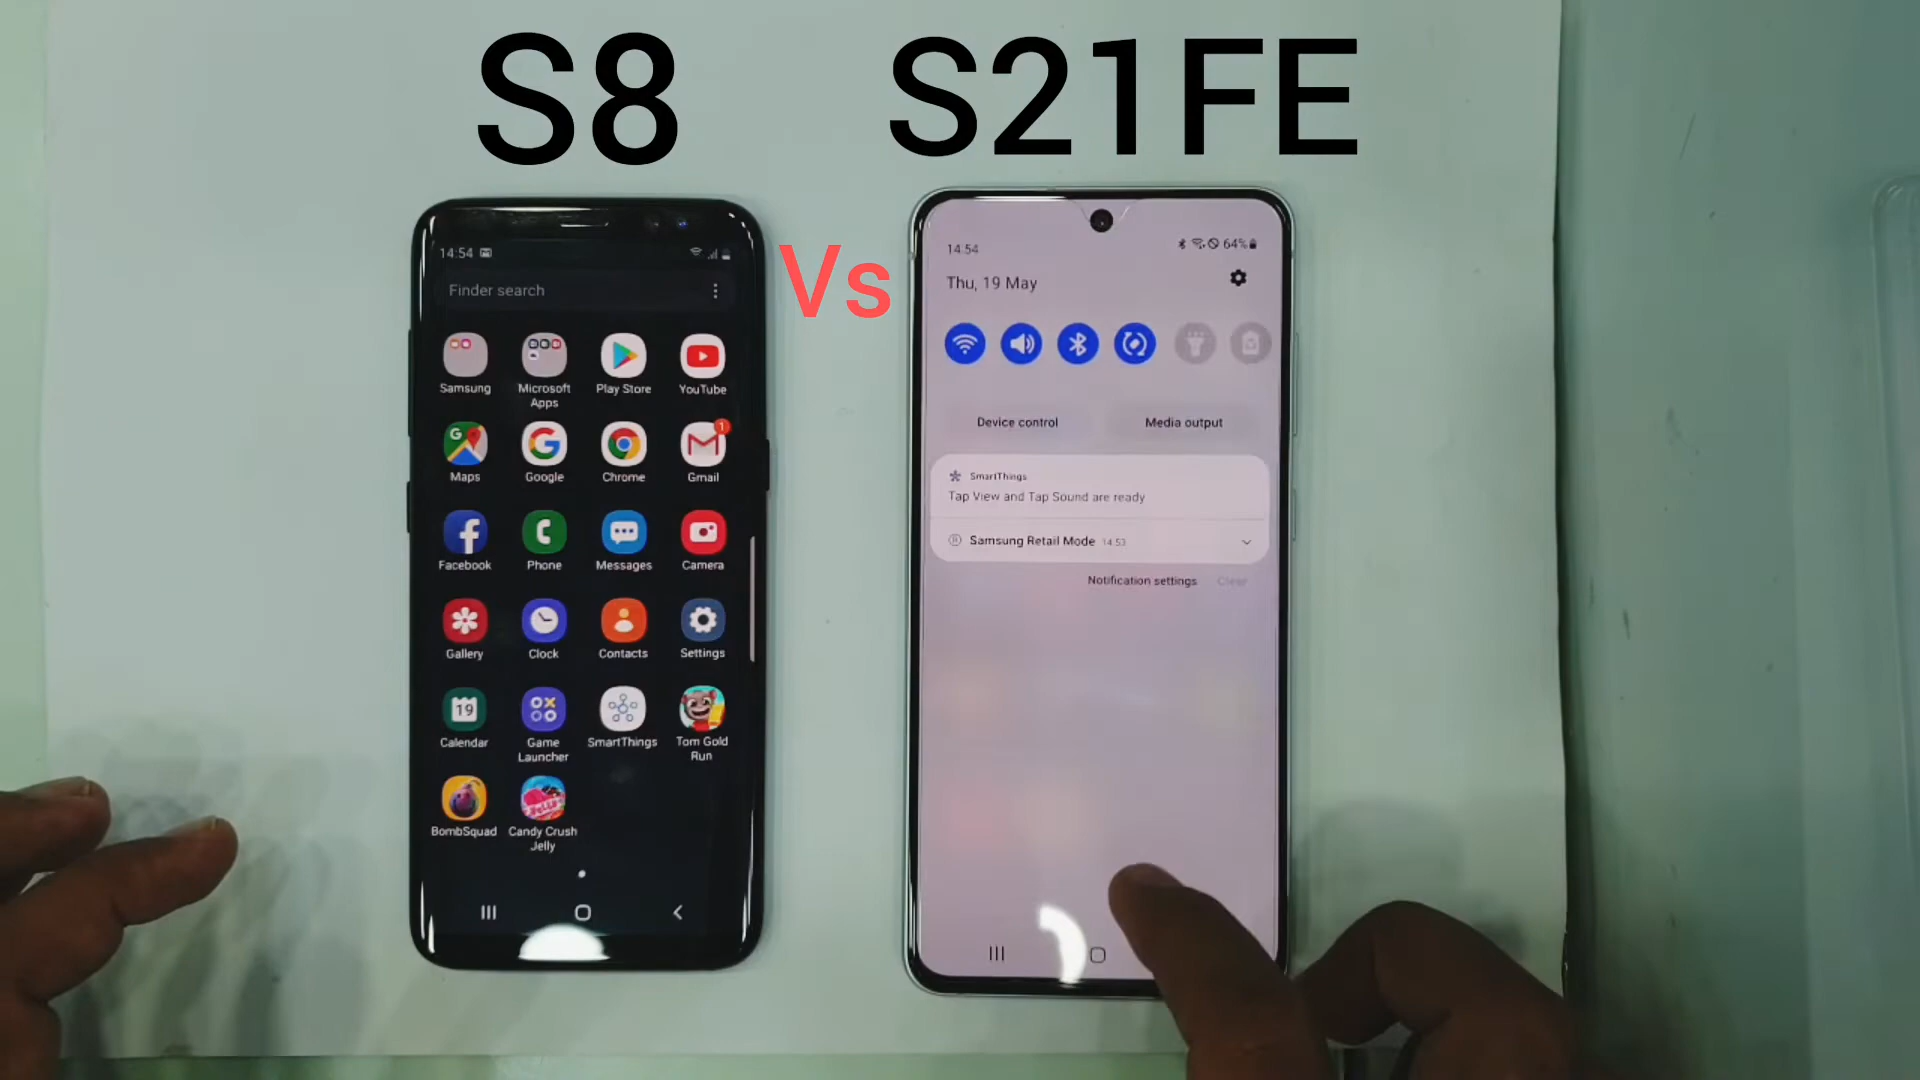 S8
S21FE
Vs
14:54
Finder search
Samsung
Microsoft
Apps
Play Store
YouTube
Maps
Google
Chrome
1
Gmail
Facebook
Phone
Messages
Camera
Gallery
Clock
Contacts
Settings
19
Calendar
Game
Launcher
SmartThings
Tom Gold
Run
BombSquad
Candy Crush
Jelly
14:54
64%
Thu, 19 May
Device control
Media output
SmartThings
Tap View and Tap Sound are ready
Samsung Retail Mode 14:53
Notification settings
Clear